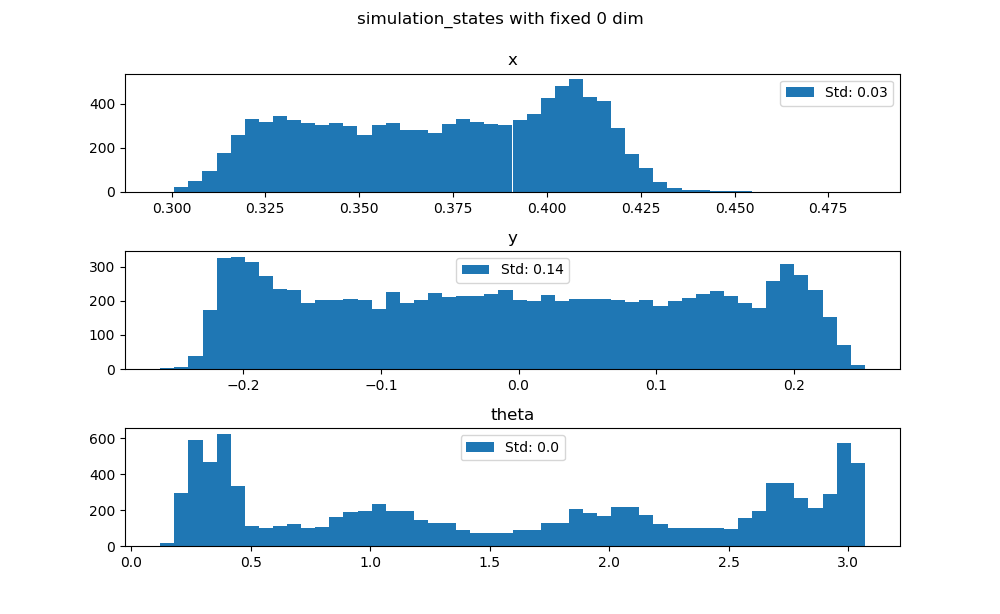 simulation_states with fixed 0 dim
x
Std: 0.03
400
200
0
0.300 0.325 0.350 0.375 0.400 0.425 0.450 0.475
y
Std: 0.14
300
200
100
0
−0.2 −0.1 0.0 0.1 0.2
theta
Std: 0.0
600
400
200
0
0.0 0.5 1.0 1.5 2.0 2.5 3.0